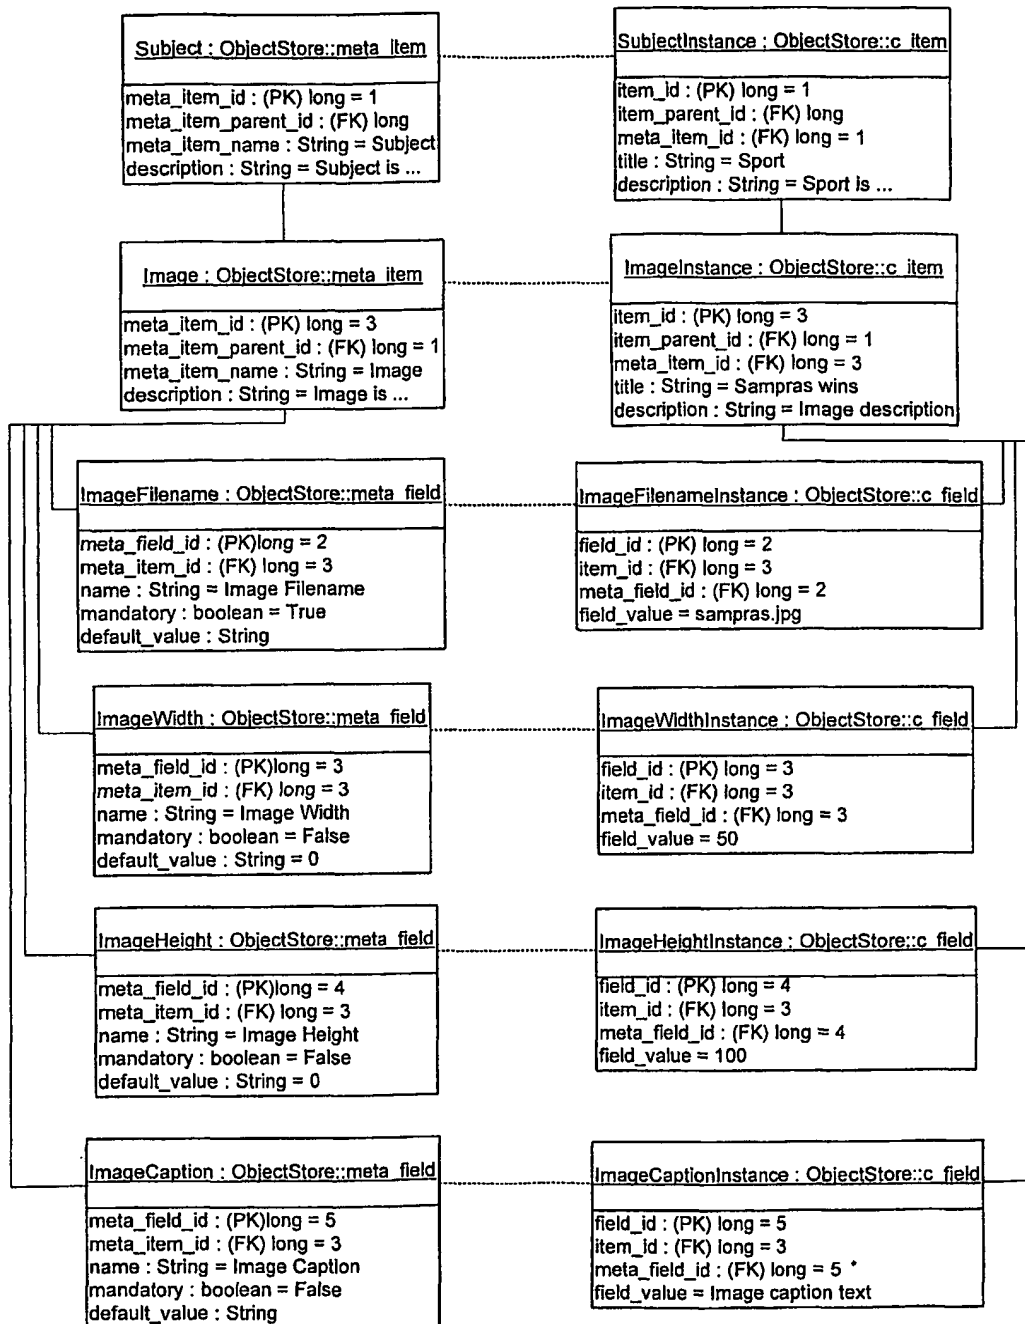 Subject : ObjectStore::meta_item
meta_item_id : (PK) long = 1
meta_item_parent_id : (FK) long
meta_item_name : String = Subject
description : String = Subject is ...
SubjectInstance : ObjectStore::c_item
item_id : (PK) long = 1
item_parent_id : (FK) long
meta_item_id : (FK) long = 1
title : String = Sport
description : String = Sport is ...
Image : ObjectStore::meta_item
meta_item_id : (PK) long = 3
meta_item_parent_id : (FK) long = 1
meta_item_name : String = Image
description : String = Image is ...
ImageInstance : ObjectStore::c_item
item_id : (PK) long = 3
item_parent_id : (FK) long = 1
meta_item_id : (FK) long = 3
title : String = Sampras wins
description : String = Image description
ImageFilename : ObjectStore::meta_field
meta_field_id : (PK)long = 2
meta_item_id : (FK) long = 3
name : String = Image Filename
mandatory : boolean = True
default_value : String
ImageFilenameInstance : ObjectStore::c_field
field_id : (PK) long = 2
item_id : (FK) long = 3
meta_field_id : (FK) long = 2
field_value = sampras.jpg
ImageWidth : ObjectStore::meta_field
meta_field_id : (PK)long = 3
meta_item_id : (FK) long = 3
name : String = Image Width
mandatory : boolean = False
default_value : String = 0
ImageWidthInstance : ObjectStore::c_field
field_id : (PK) long = 3
item_id : (FK) long = 3
meta_field_id : (FK) long = 3
field_value = 50
ImageHeight : ObjectStore::meta_field
meta_field_id : (PK)long = 4
meta_item_id : (FK) long = 3
name : String = Image Height
mandatory : boolean = False
default_value : String = 0
ImageHeightInstance : ObjectStore::c_field
field_id : (PK) long = 4
item_id : (FK) long = 3
meta_field_id : (FK) long = 4
field_value = 100
ImageCaption : ObjectStore::meta_field
meta_field_id : (PK)long = 5
meta_item_id : (FK) long = 3
name : String = Image Caption
mandatory : boolean = False
default_value : String
ImageCaptionInstance : ObjectStore::c_field
field_id : (PK) long = 5
item_id : (FK) long = 3
meta_field_id : (FK) long = 5 *
field_value = Image caption text